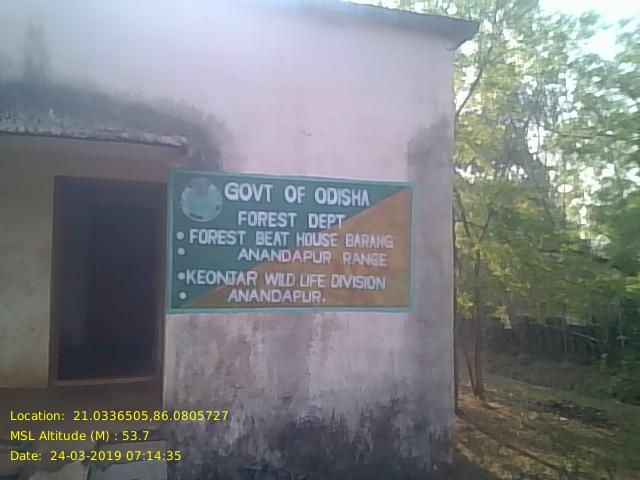 GOVT OF ODISHA
FOREST DEPT
• FOREST BEAT HOUSE BARANG
• ANANDAPUR RANGE
• KEONJAR WILD LIFE DIVISION
• ANANDAPUR.
Location: 21.0336505,86.0805727
MSL Altitude (M) : 53.7
Date: 24-03-2019 07:14:35